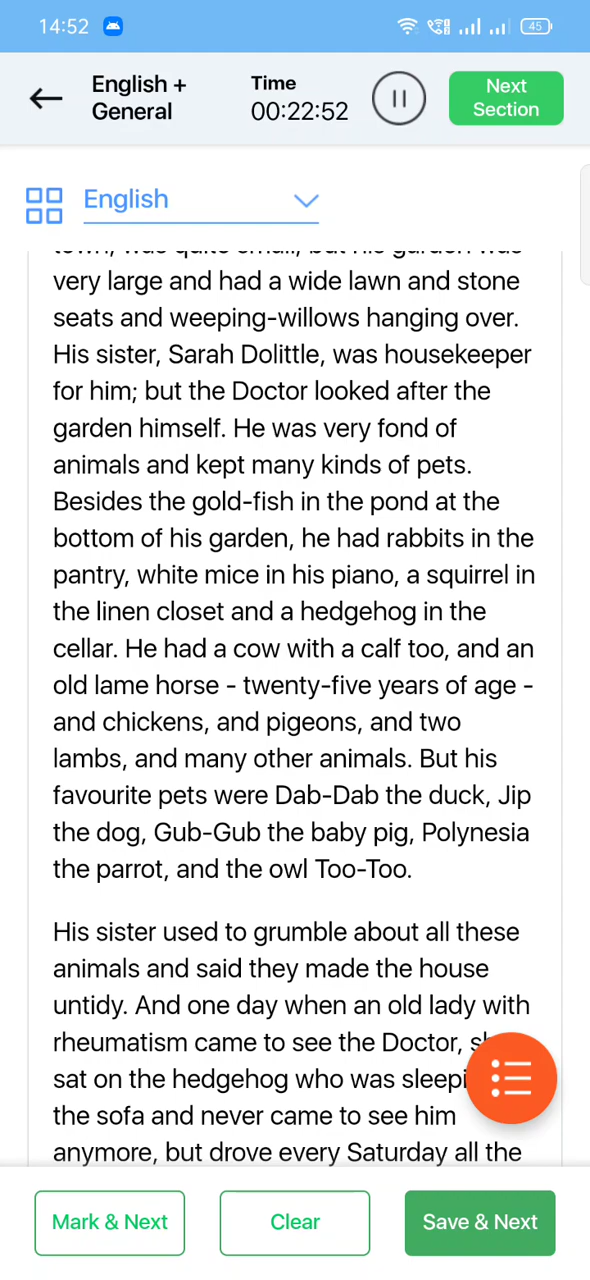 14:52
45
English +
General
Time
00:22:52
Next
Section
English
very large and had a wide lawn and stone
seats and weeping-willows hanging over.
His sister, Sarah Dolittle, was housekeeper
for him; but the Doctor looked after the
garden himself. He was very fond of
animals and kept many kinds of pets.
Besides the gold-fish in the pond at the
bottom of his garden, he had rabbits in the
pantry, white mice in his piano, a squirrel in
the linen closet and a hedgehog in the
cellar. He had a cow with a calf too, and an
old lame horse - twenty-five years of age -
and chickens, and pigeons, and two
lambs, and many other animals. But his
favourite pets were Dab-Dab the duck, Jip
the dog, Gub-Gub the baby pig, Polynesia
the parrot, and the owl Too-Too.
His sister used to grumble about all these
animals and said they made the house
untidy. And one day when an old lady with
rheumatism came to see the Doctor,
sat on the hedgehog who was
the sofa and never came to see him
anymore, but drove every Saturday all the
Mark & Next
Clear
Save & Next